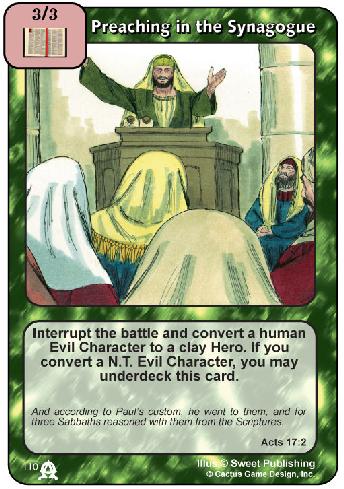 3/3
Preaching in the Synagogue
Interrupt the battle and convert a human
Evil Character to a clay Hero. If you
convert a N.T. Evil Character, you may
underdeck this card.
And according to Paul's custom, he went to them, and for
three Sabbaths reasoned with them from the Scriptures.
Acts 17:2
10
Illus © Sweet Publishing
© Cactus Game Design, Inc.